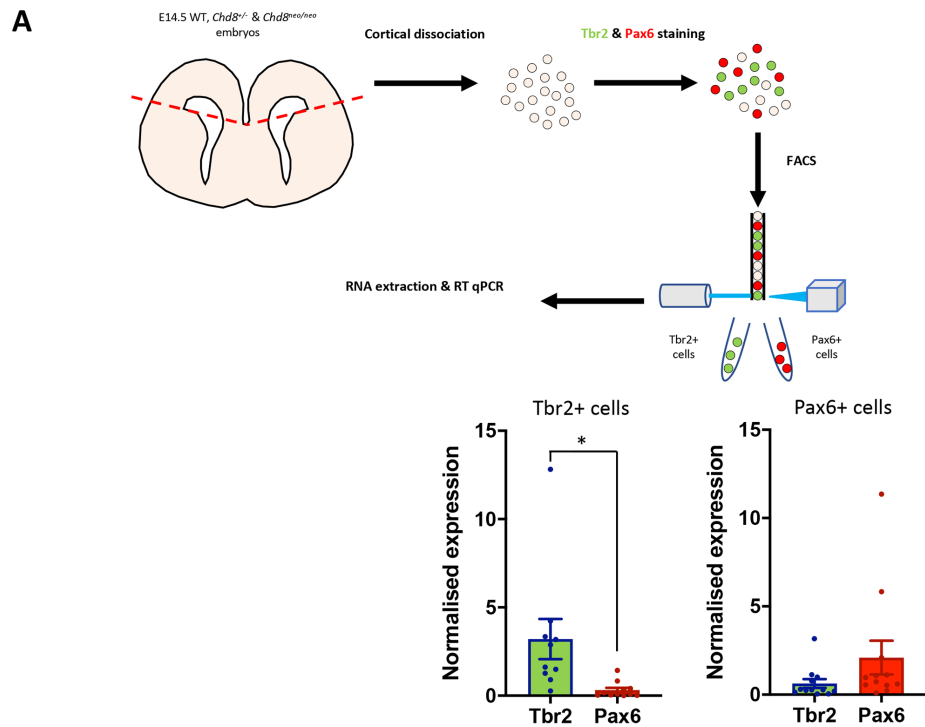 A
E14.5 WT, Chd8+/- & Chd8neo/neo
embryos
Cortical dissociation
Tbr2 & Pax6 staining
FACS
RNA extraction & RT qPCR
Tbr2+
cells
Pax6+
cells
Tbr2+ cells
Normalised expression
15
10
5
0
*
Tbr2
Pax6
Pax6+ cells
Normalised expression
15
10
5
0
Tbr2
Pax6